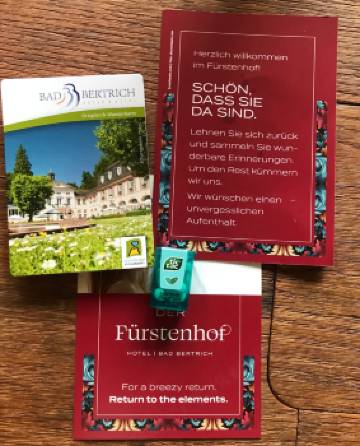 Herzlich willkommen
im Fürstenhof!
SCHÖN,
DASS SIE
DA SIND.
Lehnen Sie sich zurück
und sammeln Sie wun-
derbare Erinnerungen.
Um den Rest kümmern
wir uns.
Wir wünschen einen
unvergesslichen
Aufenthalt.
BAD BERTRICH
tic
tac
DER
Fürstenhof
HOTEL | BAD BERTRICH
For a breezy return.
Return to the elements.